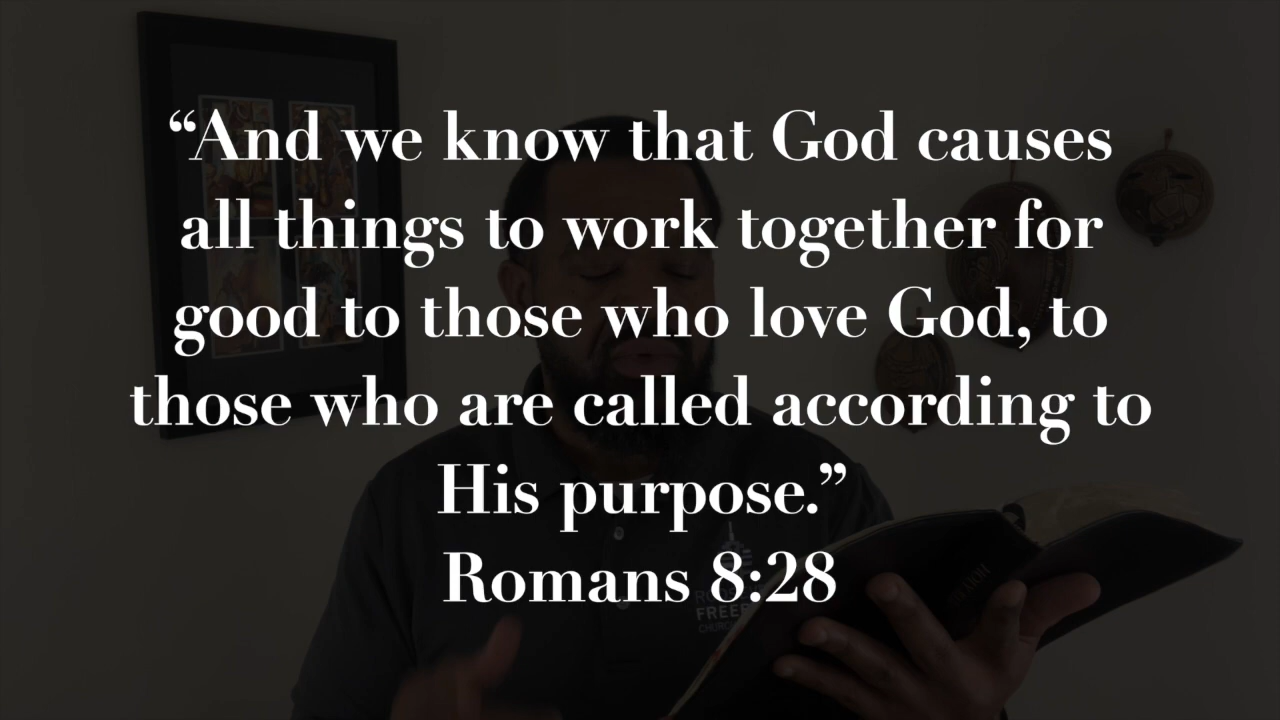 “And we know that God causes
all things to work together for
good to those who love God, to
those who are called according to
His purpose.”
Romans 8:28